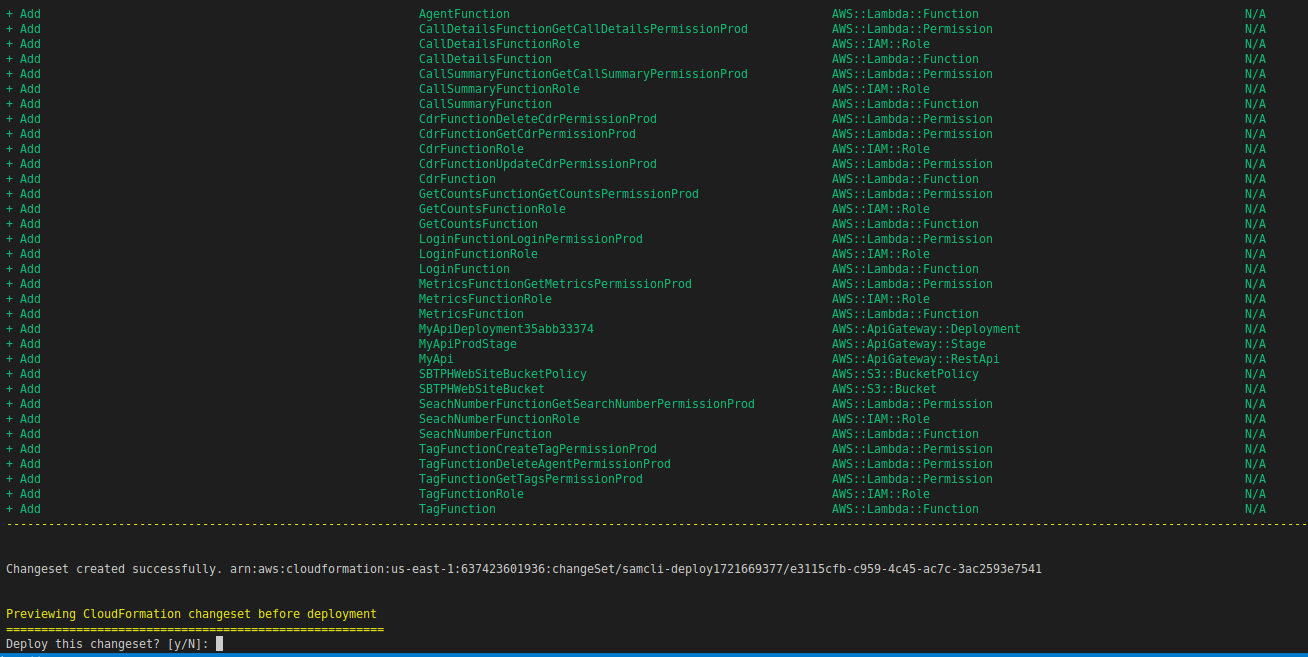 + Add AgentFunction AWS::Lambda::Function N/A
+ Add CallDetailsFunctionGetCallDetailsPermissionProd AWS::Lambda::Permission N/A
+ Add CallDetailsFunctionRole AWS::IAM::Role N/A
+ Add CallDetailsFunction AWS::Lambda::Function N/A
+ Add CallSummaryFunctionGetCallSummaryPermissionProd AWS::Lambda::Permission N/A
+ Add CallSummaryFunctionRole AWS::IAM::Role N/A
+ Add CallSummaryFunction AWS::Lambda::Function N/A
+ Add CdrFunctionDeleteCdrPermissionProd AWS::Lambda::Permission N/A
+ Add CdrFunctionGetCdrPermissionProd AWS::Lambda::Permission N/A
+ Add CdrFunctionRole AWS::IAM::Role N/A
+ Add CdrFunctionUpdateCdrPermissionProd AWS::Lambda::Permission N/A
+ Add CdrFunction AWS::Lambda::Function N/A
+ Add GetCountsFunctionGetCountsPermissionProd AWS::Lambda::Permission N/A
+ Add GetCountsFunctionRole AWS::IAM::Role N/A
+ Add GetCountsFunction AWS::Lambda::Function N/A
+ Add LoginFunctionLoginPermissionProd AWS::Lambda::Permission N/A
+ Add LoginFunctionRole AWS::IAM::Role N/A
+ Add LoginFunction AWS::Lambda::Function N/A
+ Add MetricsFunctionGetMetricsPermissionProd AWS::Lambda::Permission N/A
+ Add MetricsFunctionRole AWS::IAM::Role N/A
+ Add MetricsFunction AWS::Lambda::Function N/A
+ Add MyApiDeployment35abb33374 AWS::ApiGateway::Deployment N/A
+ Add MyApiProdStage AWS::ApiGateway::Stage N/A
+ Add MyApi AWS::ApiGateway::RestApi N/A
+ Add SBTPHWebSiteBucketPolicy AWS::S3::BucketPolicy N/A
+ Add SBTPHWebSiteBucket AWS::S3::Bucket N/A
+ Add SeachNumberFunctionGetSearchNumberPermissionProd AWS::Lambda::Permission N/A
+ Add SeachNumberFunctionRole AWS::IAM::Role N/A
+ Add SeachNumberFunction AWS::Lambda::Function N/A
+ Add TagFunctionCreateTagPermissionProd AWS::Lambda::Permission N/A
+ Add TagFunctionDeleteAgentPermissionProd AWS::Lambda::Permission N/A
+ Add TagFunctionGetTagsPermissionProd AWS::Lambda::Permission N/A
+ Add TagFunctionRole AWS::IAM::Role N/A
+ Add TagFunction AWS::Lambda::Function N/A
Changeset created successfully. arn:aws:cloudformation:us-east-1:637423601936:changeSet/samcli-deploy1721669377/e3115cfb-c959-4c45-ac7c-3ac2593e7541
Previewing CloudFormation changeset before deployment
======================================================
Deploy this changeset? [y/N]: